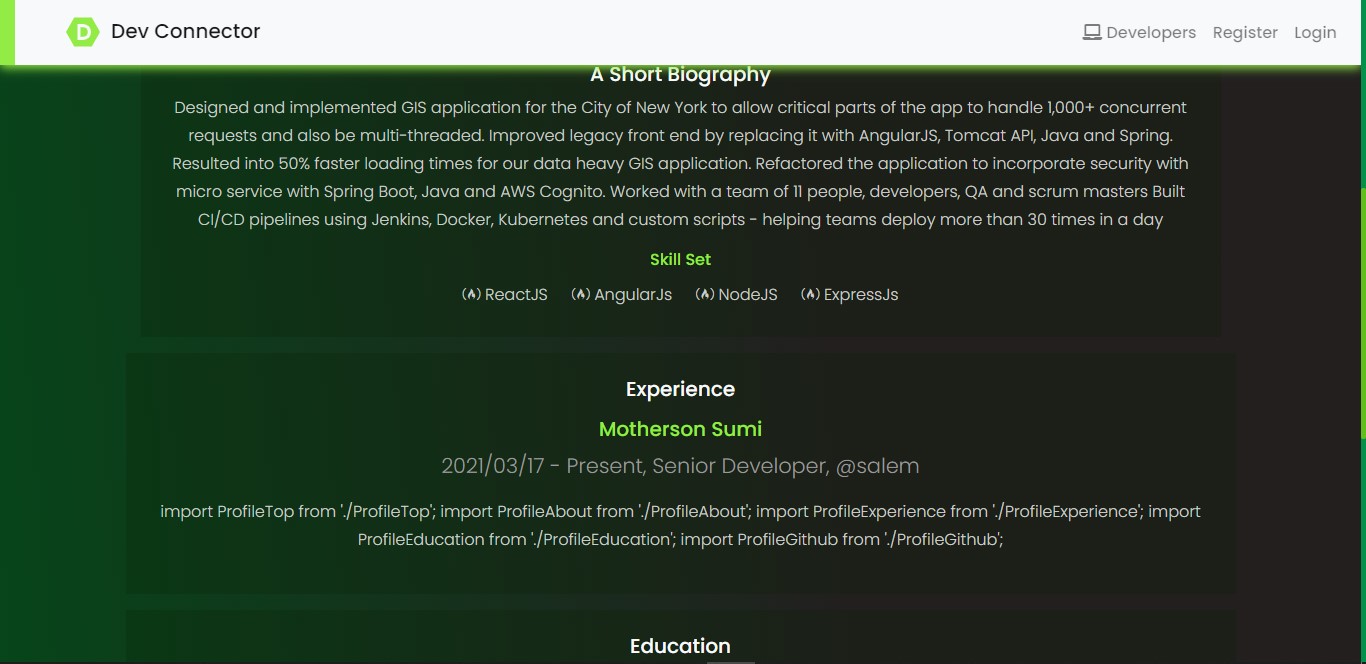 D Dev Connector Developers Register Login
A Short Biography
Designed and implemented GIS application for the City of New York to allow critical parts of the app to handle 1,000+ concurrent
requests and also be multi-threaded. Improved legacy front end by replacing it with AngularJS, Tomcat API, Java and Spring.
Resulted into 50% faster loading times for our data heavy GIS application. Refactored the application to incorporate security with
micro service with Spring Boot, Java and AWS Cognito. Worked with a team of 11 people, developers, QA and scrum masters Built
CI/CD pipelines using Jenkins, Docker, Kubernetes and custom scripts - helping teams deploy more than 30 times in a day
Skill Set
ReactJS AngularJs NodeJS ExpressJs
Experience
Motherson Sumi
2021/03/17 - Present, Senior Developer, @salem
import ProfileTop from './ProfileTop'; import ProfileAbout from './ProfileAbout'; import ProfileExperience from './ProfileExperience'; import
ProfileEducation from './ProfileEducation'; import ProfileGithub from './ProfileGithub';
Education